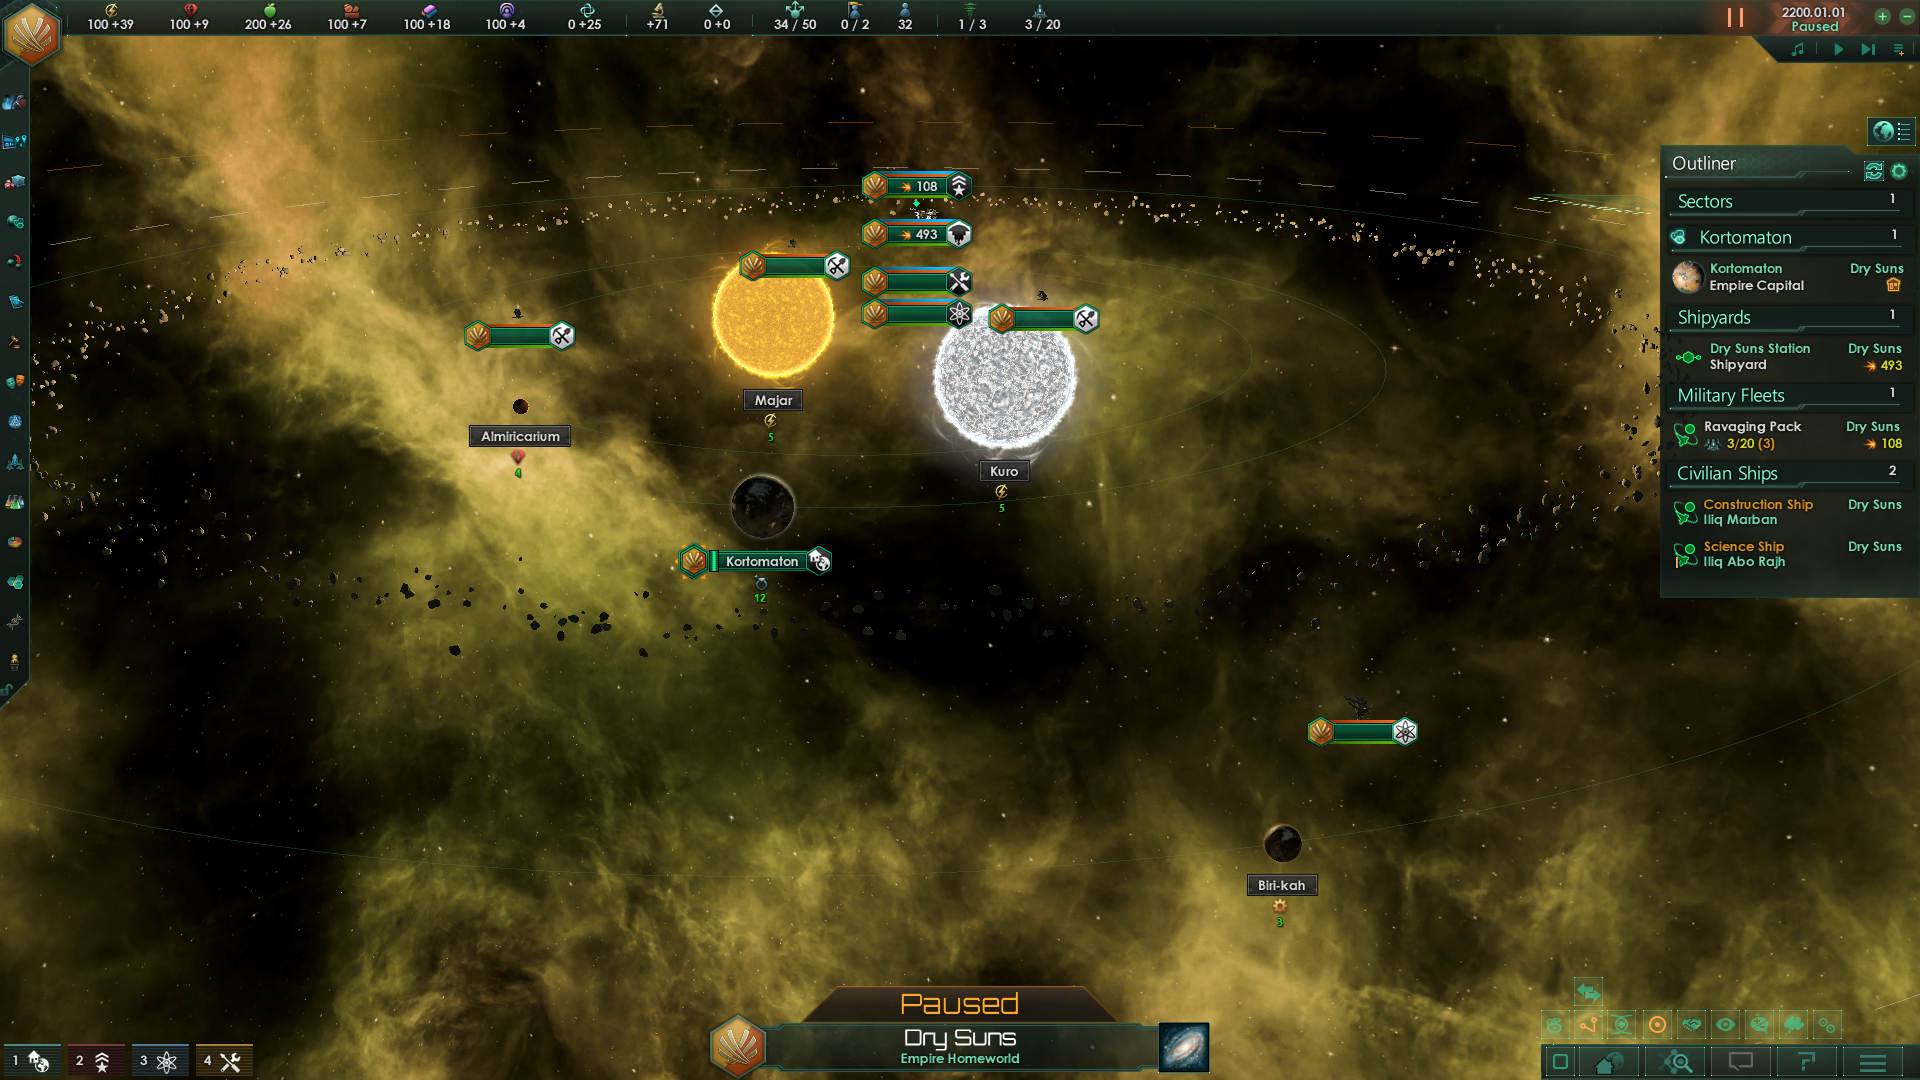 100 +39 100 +9 200 +26 100 +7 100 +18 100 +4 0 +25 +71 0 +0 34 / 50 0 / 2 32 1 / 3 3 / 20
2200.01.01
Paused
Outliner
Sectors 1
Kortomaton 1
Kortomaton Dry Suns
Empire Capital
Shipyards 1
Dry Suns Station Dry Suns
Shipyard 493
Military Fleets 1
Ravaging Pack Dry Suns
3/20 (3) 108
Civilian Ships 2
Construction Ship Dry Suns
Iliq Marban
Science Ship Dry Suns
Iliq Abo Rajh
108
3
493
Majar
5
Almiricarium
4
Kuro
5
Kortomaton
12
Biri-kah
3
Paused
Dry Suns
Empire Homeworld
1 2 3 4